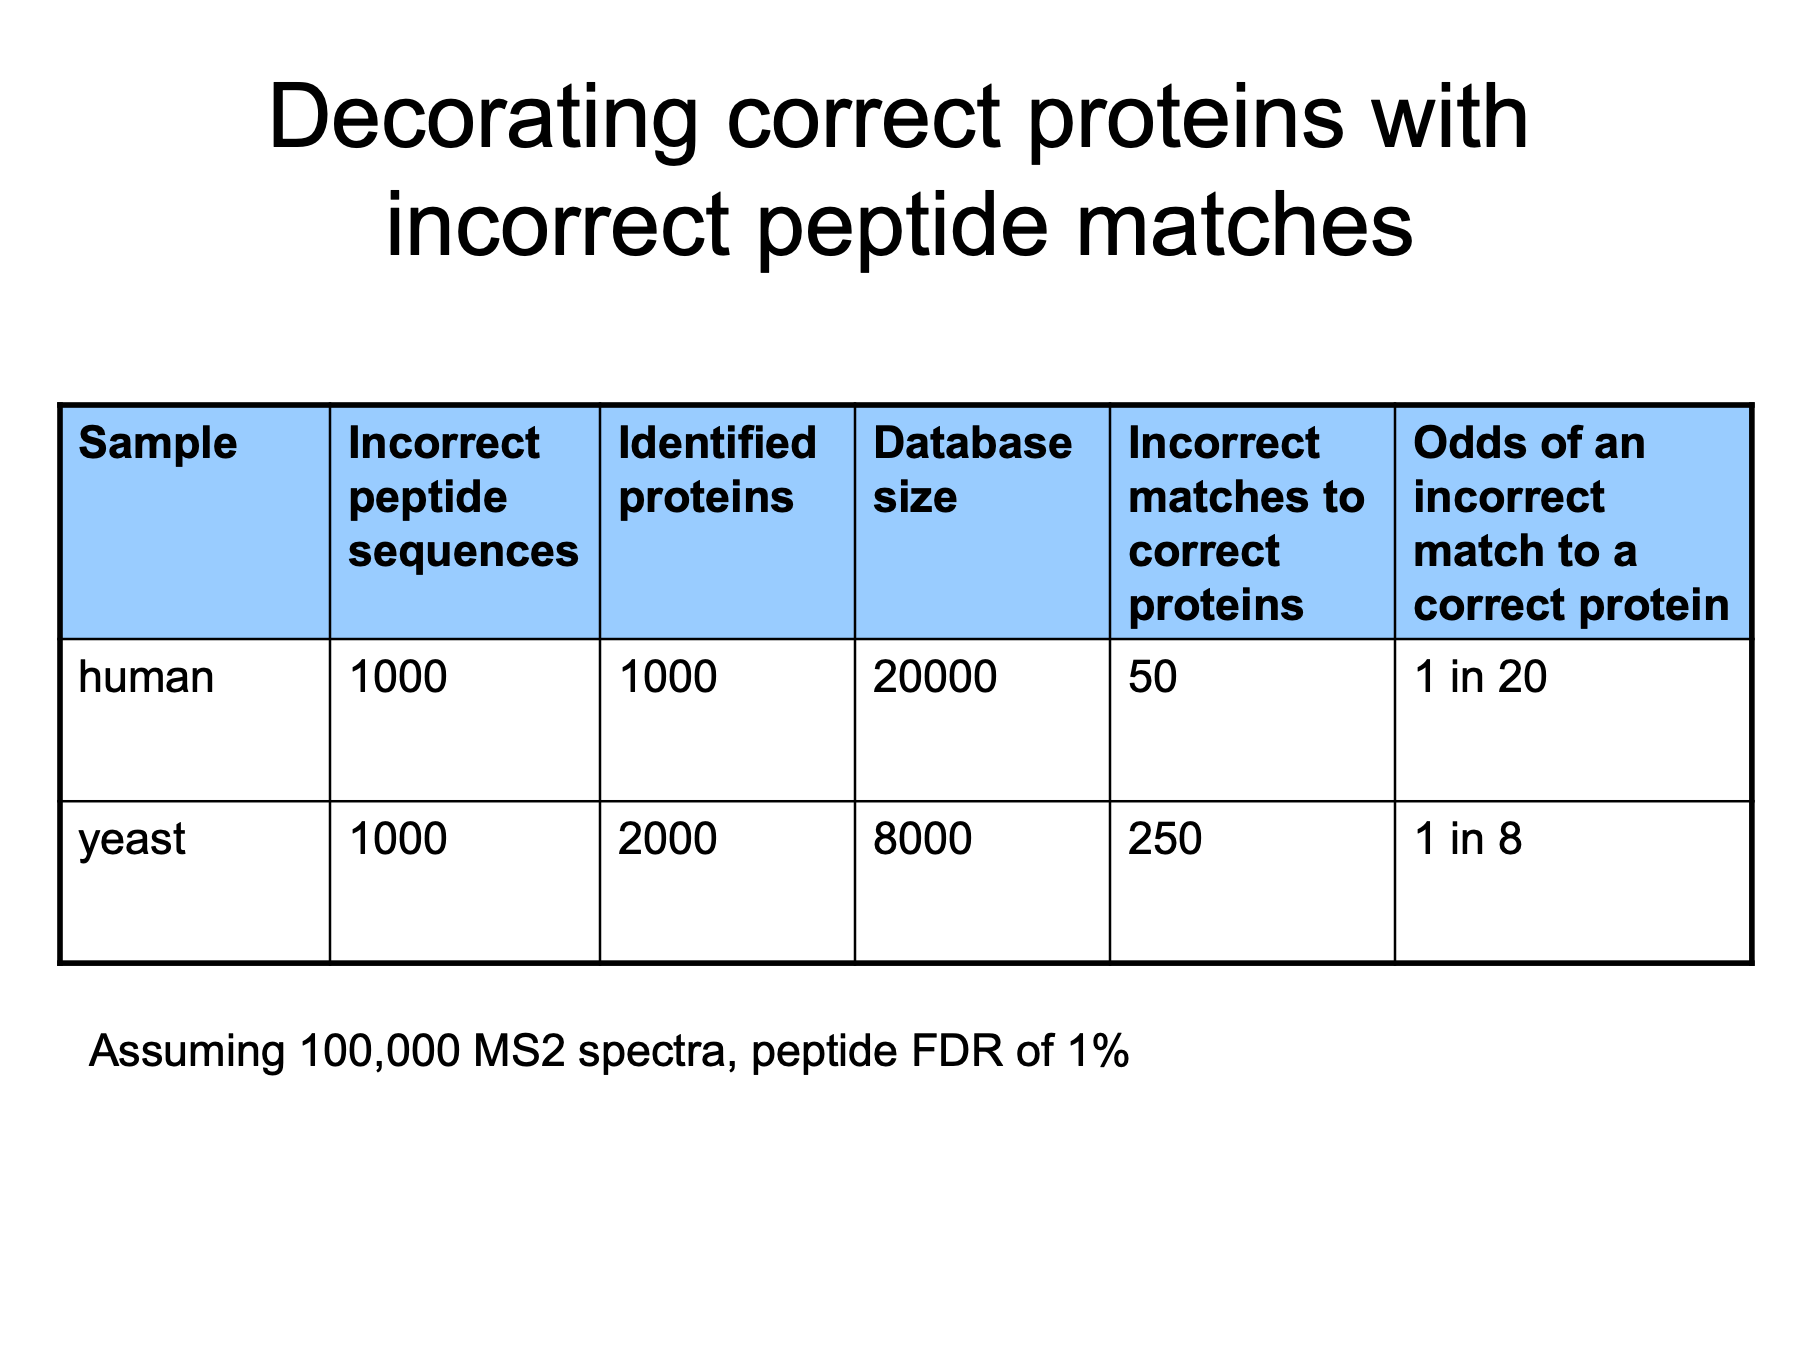 Decorating correct proteins with
incorrect peptide matches
Sample
Incorrect
peptide
sequences
Identified
proteins
Database
size
Incorrect
matches to
correct
proteins
Odds of an
incorrect
match to a
correct protein
human
1000
1000
20000
50
1 in 20
yeast
1000
2000
8000
250
1 in 8
Assuming 100,000 MS2 spectra, peptide FDR of 1%